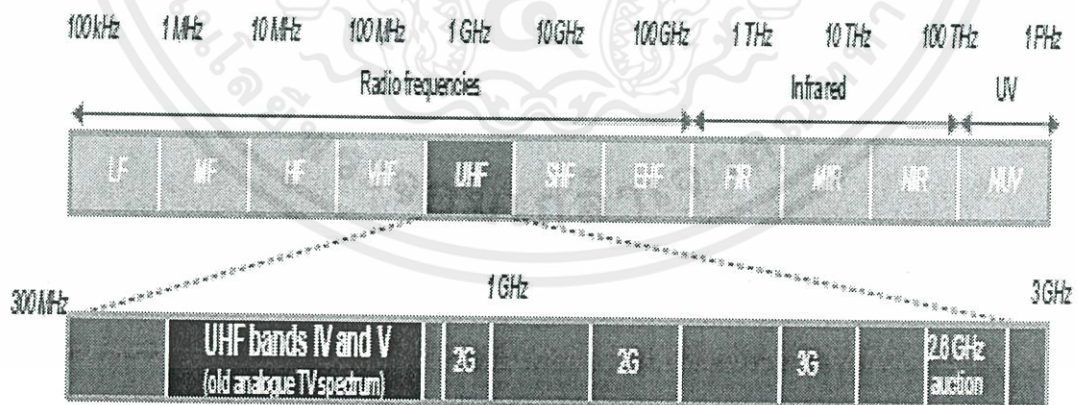 100 kHz 1 MHz 10 MHz 100 MHz 1 GHz 10 GHz 100 GHz 1 THz 10 THz 100 THz 1 PHz
Radio frequencies Infrared UV
LF MF HF VHF UHF SHF EHF FIR MIR NIR NUV
300 MHz 1 GHz 3 GHz
UHF bands IV and V 2G 2G 3G 2.6 GHz
(old analogue TV spectrum) auction